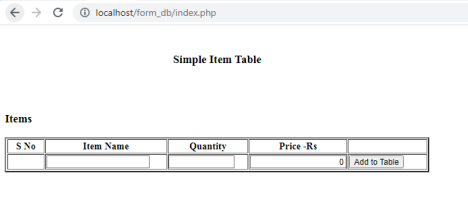 localhost/form_db/index.php
Simple Item Table
Items
S No Item Name Quantity Price -Rs
0 Add to Table